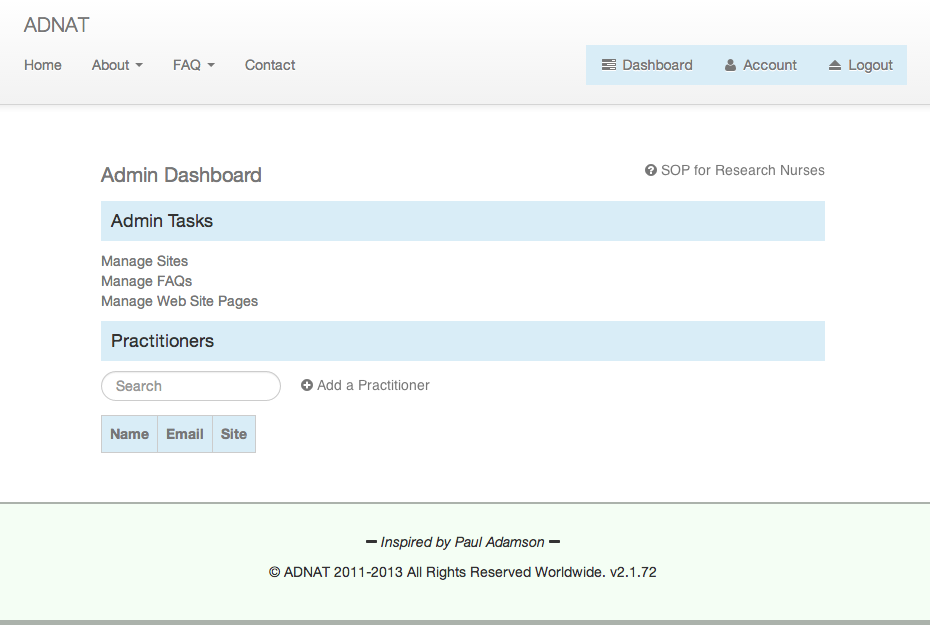 ADNAT
Home About FAQ Contact Dashboard Account Logout
Admin Dashboard SOP for Research Nurses
Admin Tasks
Manage Sites
Manage FAQs
Manage Web Site Pages
Practitioners
Search Add a Practitioner
Name Email Site
Inspired by Paul Adamson
© ADNAT 2011-2013 All Rights Reserved Worldwide. v2.1.72